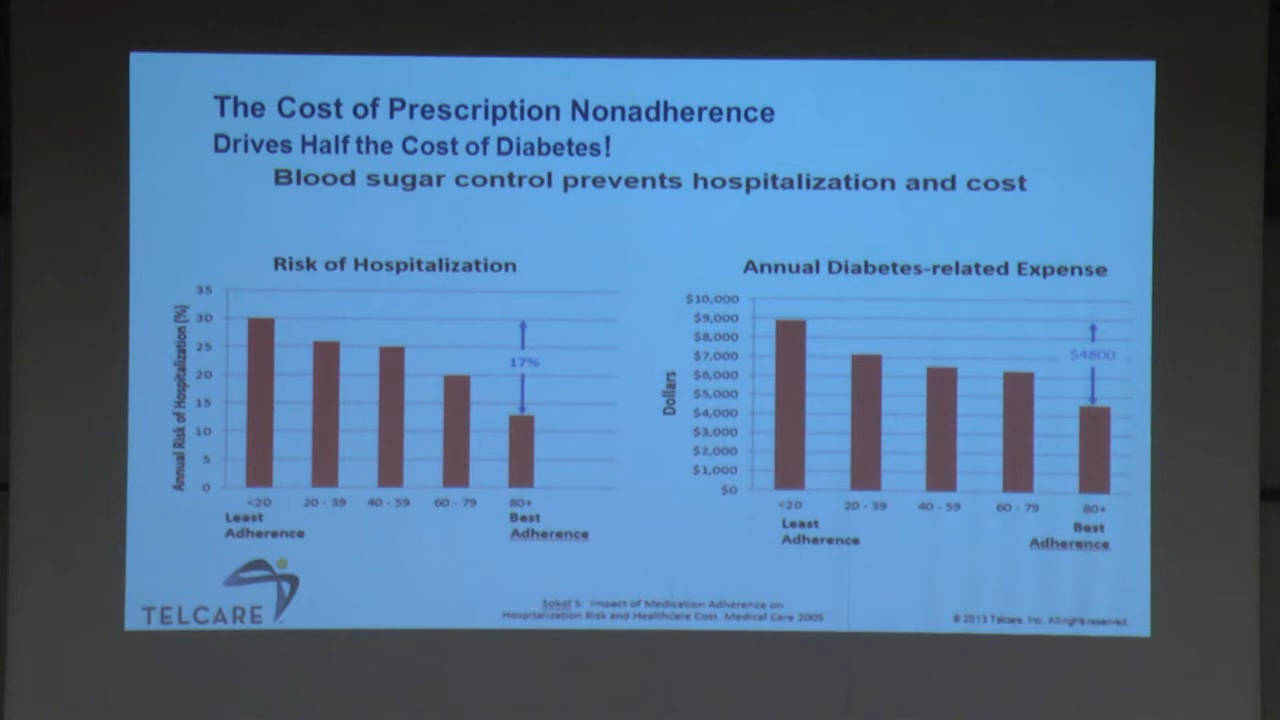 The Cost of Prescription Nonadherence
Drives Half the Cost of Diabetes!
Blood sugar control prevents hospitalization and cost
Risk of Hospitalization
Annual Risk of Hospitalization (%)
35
30
25
20
15
10
5
0
17%
<20
20 - 39
40 - 59
60 - 79
80+
Least
Adherence
Best
Adherence
Annual Diabetes-related Expense
Dollars
$10,000
$9,000
$8,000
$7,000
$6,000
$5,000
$4,000
$3,000
$2,000
$1,000
$0
$4800
<20
20 - 39
40 - 59
60 - 79
80+
Least
Adherence
Best
Adherence
TELCARE
Sokol S: Impact of Medication Adherence on
Hospitalization Risk and Healthcare Cost. Medical Care 2005
© 2013 Telcare, Inc. All rights reserved.